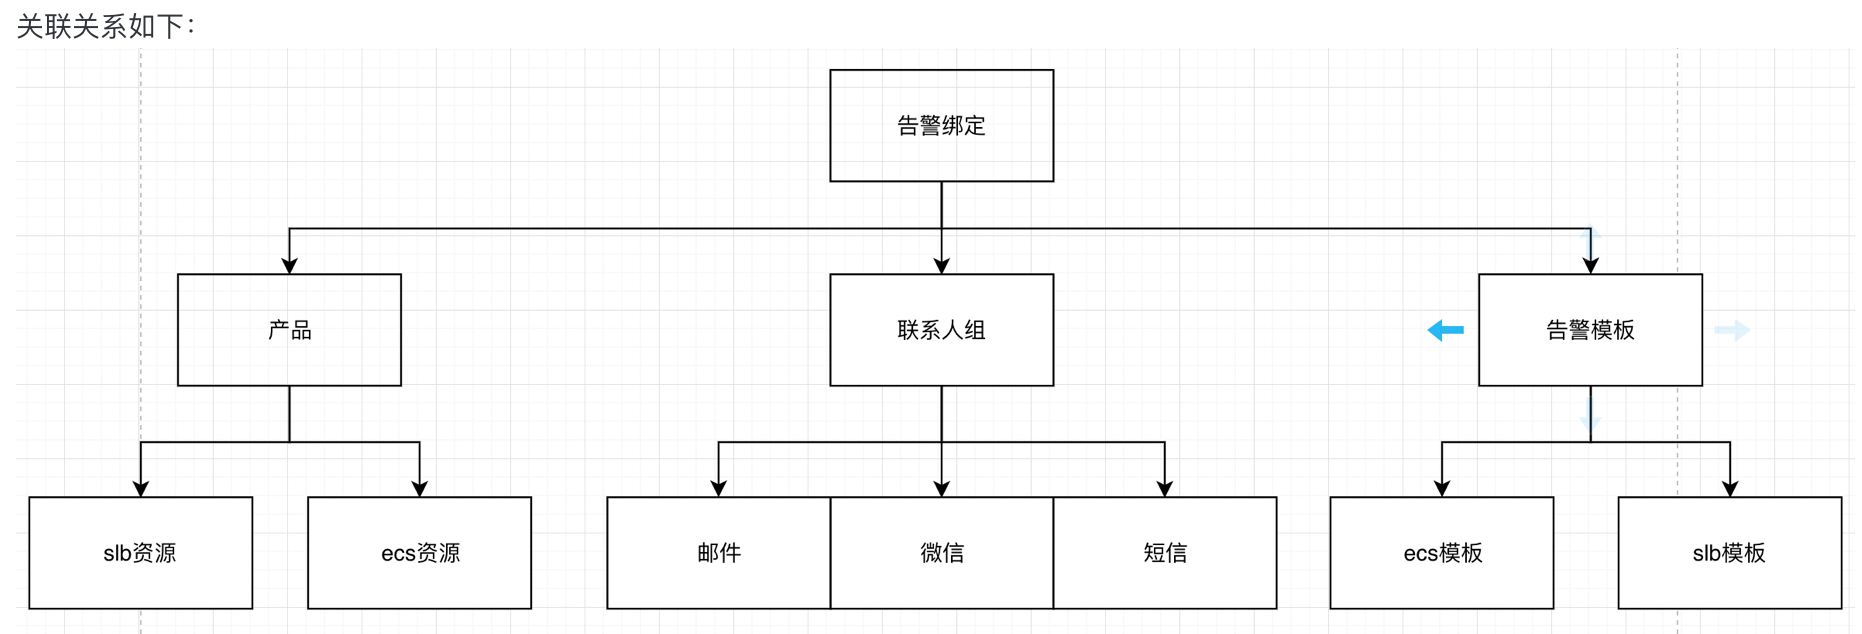 关联关系如下：
告警绑定
产品
联系人组
告警模板
slb资源
ecs资源
邮件
微信
短信
ecs模板
slb模板